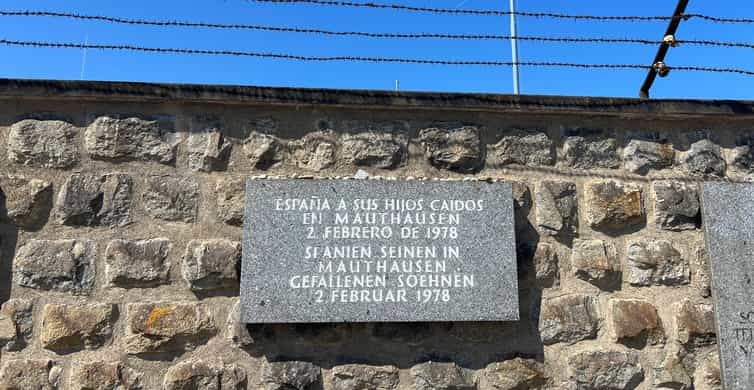 ESPAÑA A SUS HIJOS CAIDOS
EN MAUTHAUSEN
2 FEBRERO DE 1978
SPANIEN SEINEN IN
MAUTHAUSEN
GEFALLENEN SOEHNEN
2 FEBRUAR 1978